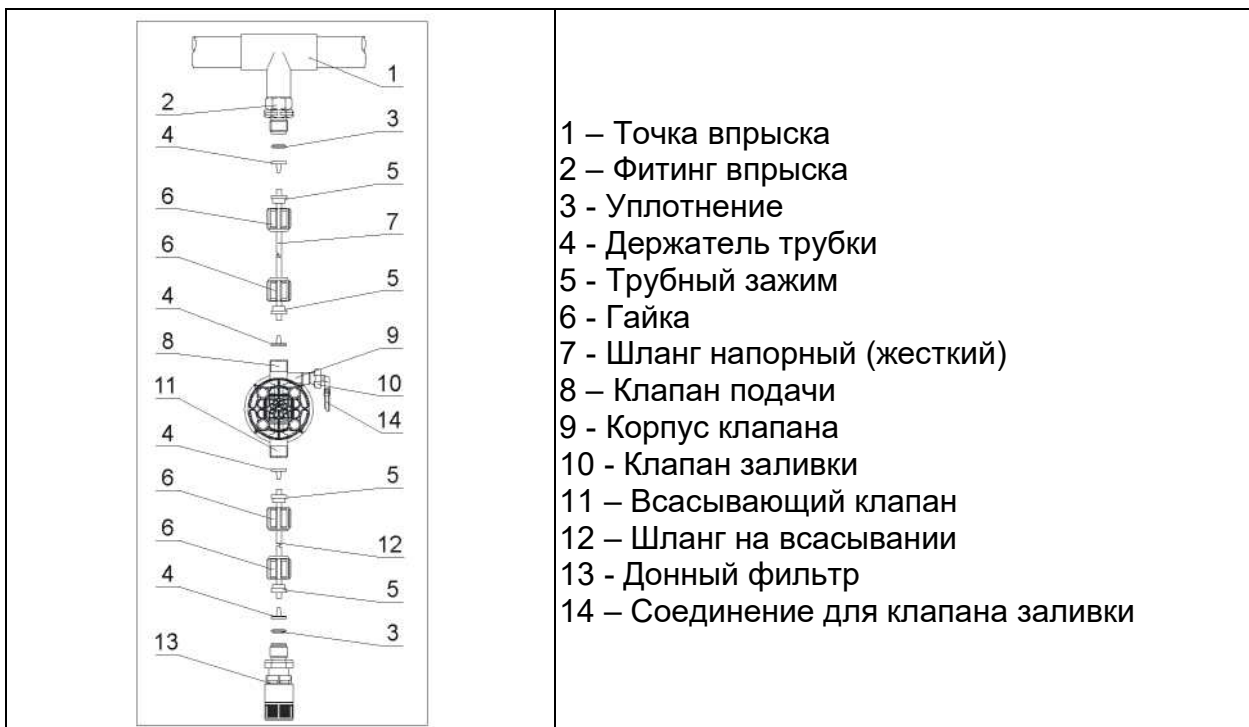 1
2
3
4
5
6
7
6
5
4
8
9
10
11
14
4
5
6
12
6
5
4
3
13
1 – Точка впрыска
2 – Фитинг впрыска
3 - Уплотнение
4 - Держатель трубки
5 - Трубный зажим
6 - Гайка
7 - Шланг напорный (жесткий)
8 – Клапан подачи
9 - Корпус клапана
10 - Клапан заливки
11 – Всасывающий клапан
12 – Шланг на всасывании
13 - Донный фильтр
14 – Соединение для клапана заливки